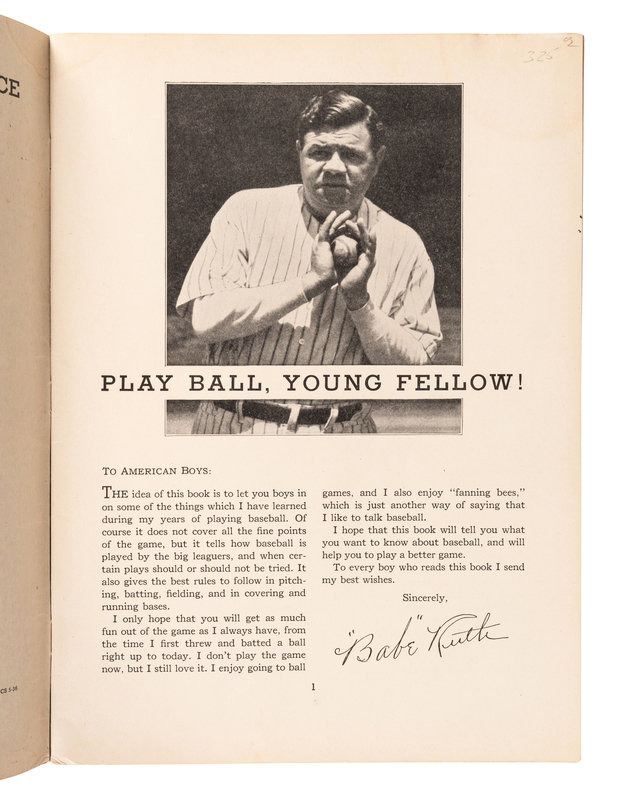 CE
325 02
PLAY BALL, YOUNG FELLOW!
TO AMERICAN BOYS:
THE idea of this book is to let you boys in
on some of the things which I have learned
during my years of playing baseball. Of
course it does not cover all the fine points
of the game, but it tells how baseball is
played by the big leaguers, and when cer-
tain plays should or should not be tried. It
also gives the best rules to follow in pitch-
ing, batting, fielding, and in covering and
running bases.
I only hope that you will get as much
fun out of the game as I always have, from
the time I first threw and batted a ball
right up to today. I don't play the game
now, but I still love it. I enjoy going to ball
games, and I also enjoy "fanning bees,"
which is just another way of saying that
I like to talk baseball.
I hope that this book will tell you what
you want to know about baseball, and will
help you to play a better game.
To every boy who reads this book I send
my best wishes.
Sincerely,
"Babe" Ruth
CS 5-36
1